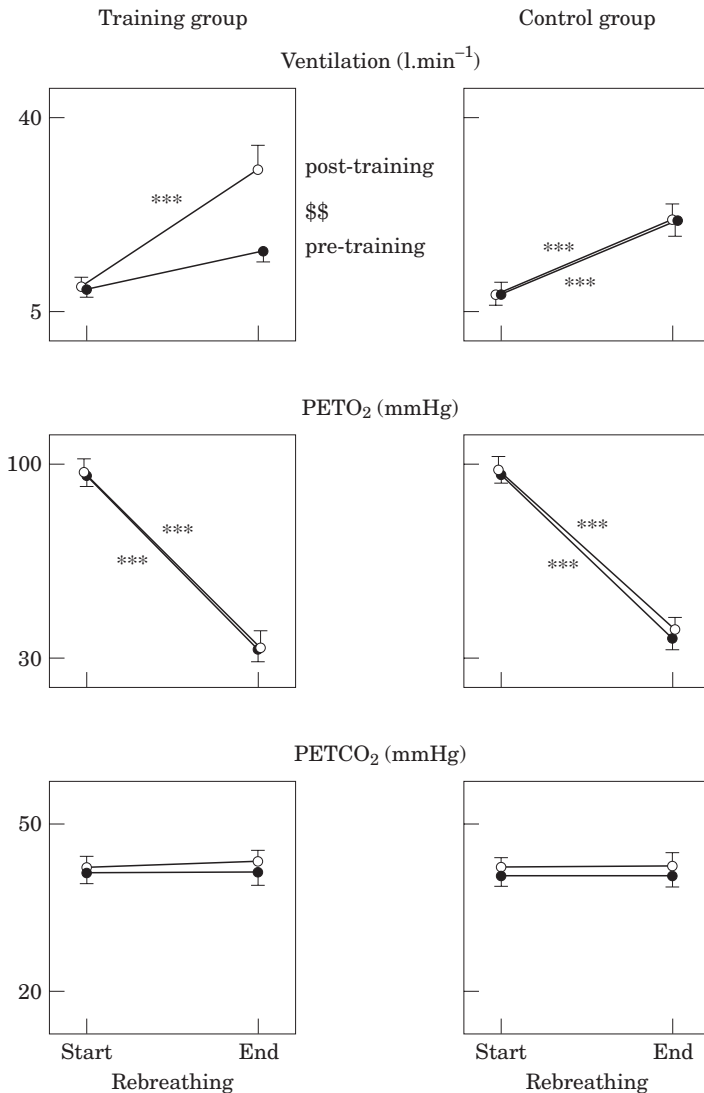 Training group
Control group
Ventilation (l.min⁻¹)
40
post-training
***
$$
pre-training
***
***
5
PETO₂ (mmHg)
100
***
***
***
***
30
PETCO₂ (mmHg)
50
20
Start End
Start End
Rebreathing
Rebreathing